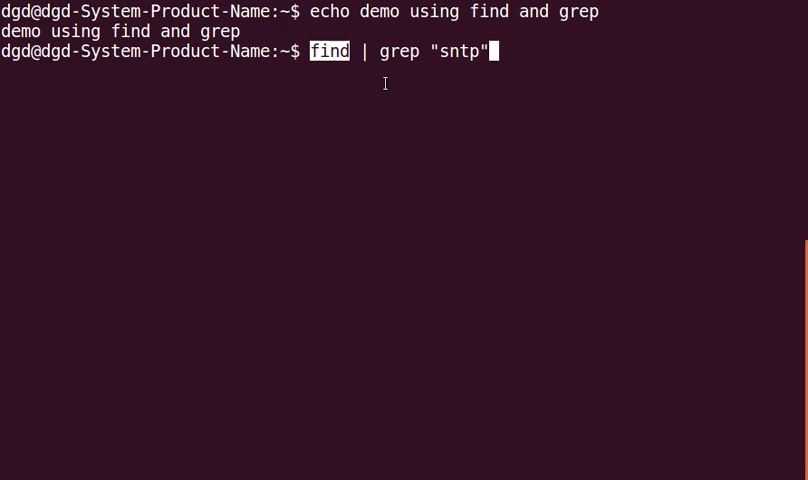 dgd@dgd-System-Product-Name:~$ echo demo using find and grep
demo using find and grep
dgd@dgd-System-Product-Name:~$ find | grep "sntp"